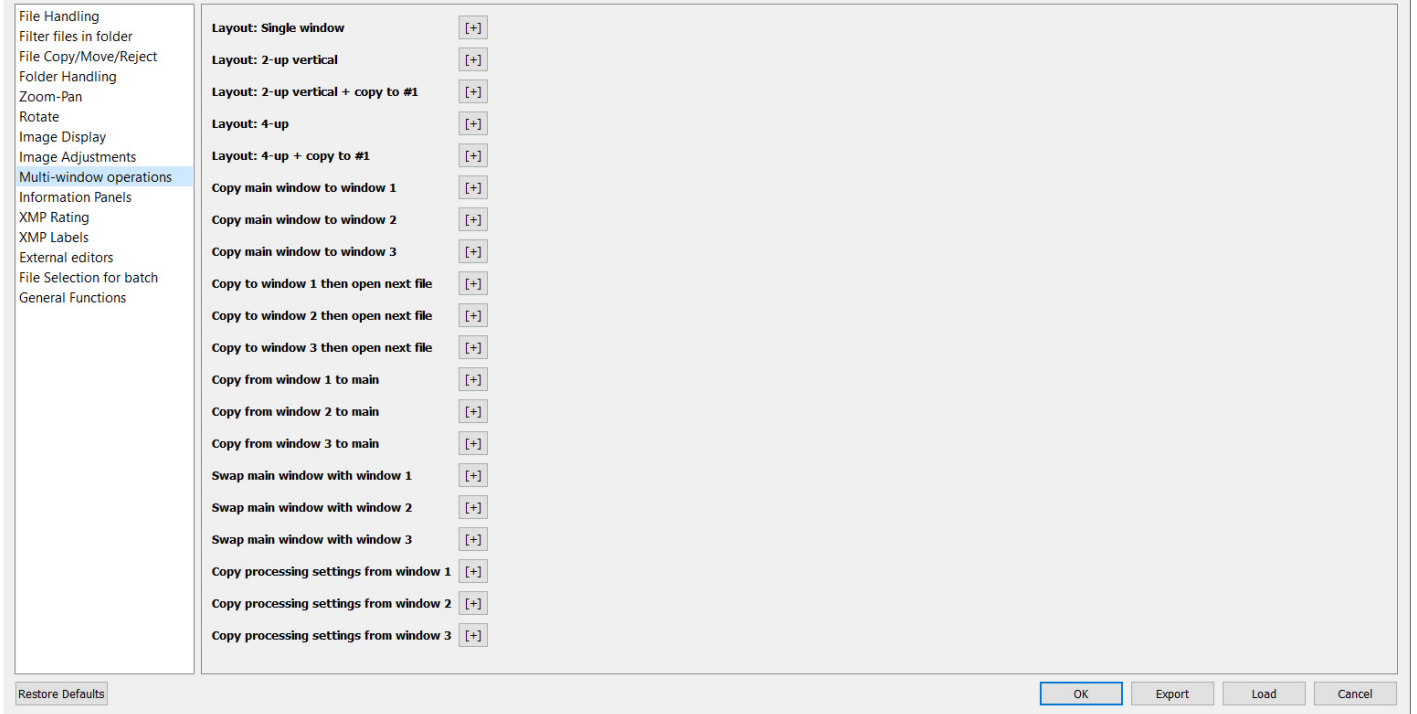 File Handling
Filter files in folder
File Copy/Move/Reject
Folder Handling
Zoom-Pan
Rotate
Image Display
Image Adjustments
Multi-window operations
Information Panels
XMP Rating
XMP Labels
External editors
File Selection for batch
General Functions
Layout: Single window [+]
Layout: 2-up vertical [+]
Layout: 2-up vertical + copy to #1 [+]
Layout: 4-up [+]
Layout: 4-up + copy to #1 [+]
Copy main window to window 1 [+]
Copy main window to window 2 [+]
Copy main window to window 3 [+]
Copy to window 1 then open next file [+]
Copy to window 2 then open next file [+]
Copy to window 3 then open next file [+]
Copy from window 1 to main [+]
Copy from window 2 to main [+]
Copy from window 3 to main [+]
Swap main window with window 1 [+]
Swap main window with window 2 [+]
Swap main window with window 3 [+]
Copy processing settings from window 1 [+]
Copy processing settings from window 2 [+]
Copy processing settings from window 3 [+]
Restore Defaults OK Export Load Cancel